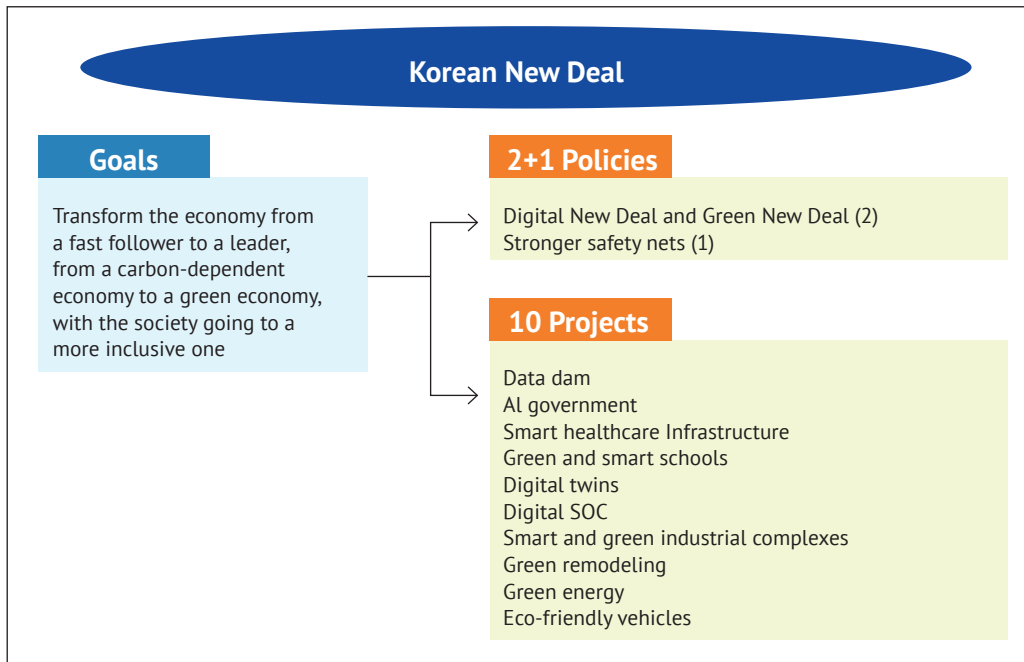 Korean New Deal
Goals
Transform the economy from
a fast follower to a leader,
from a carbon-dependent
economy to a green economy,
with the society going to a
more inclusive one
2+1 Policies
Digital New Deal and Green New Deal (2)
Stronger safety nets (1)
10 Projects
Data dam
Al government
Smart healthcare Infrastructure
Green and smart schools
Digital twins
Digital SOC
Smart and green industrial complexes
Green remodeling
Green energy
Eco-friendly vehicles